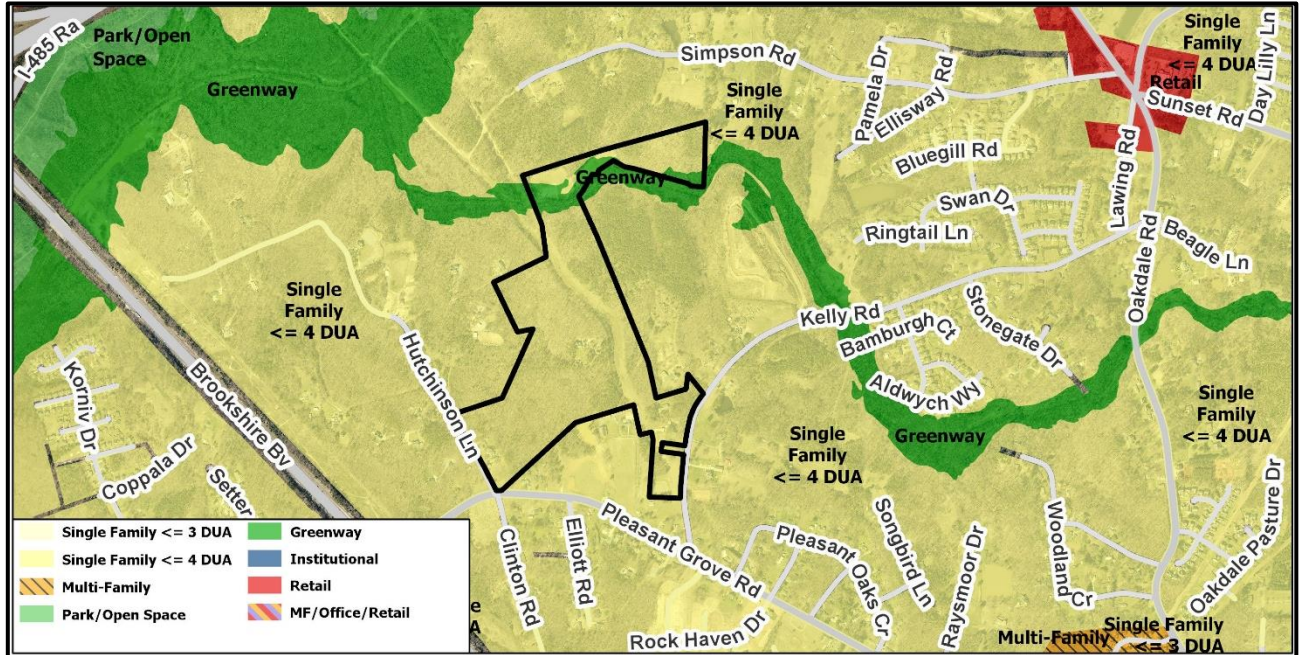 I-485 Ra
Park/Open
Space
Greenway
Simpson Rd
Single
Family
<= 4 DUA
Pamela Dr
Ellisway Rd
Bluegill Rd
Swan Dr
Ringtail Ln
Retail
Single
Family
<= 4 DUA
Day Lilly Ln
Sunset Rd
Lawing Rd
Oakdale Rd
Beagle Ln
Greenway
Single
Family
<= 4 DUA
Hutchinson Ln
Brookshire Bv
Korniv Dr
Coppala Dr
Setter
Kelly Rd
Bamburgh Ct
Stonegate Dr
Aldwych WY
Greenway
Single
Family
<= 4 DUA
Single
Family
<= 4 DUA
Pleasant Grove Rd
Clinton Rd
Elliott Rd
Rock Haven Dr
Pleasant Oaks Cr
Songbird Ln
Raysmoor Dr
Woodland Cr
Oakdale Pasture Dr
Multi-Family
Single Family
<= 3 DUA
Single Family <= 3 DUA
Single Family <= 4 DUA
Multi-Family
Park/Open Space
Greenway
Institutional
Retail
MF/Office/Retail
e
A